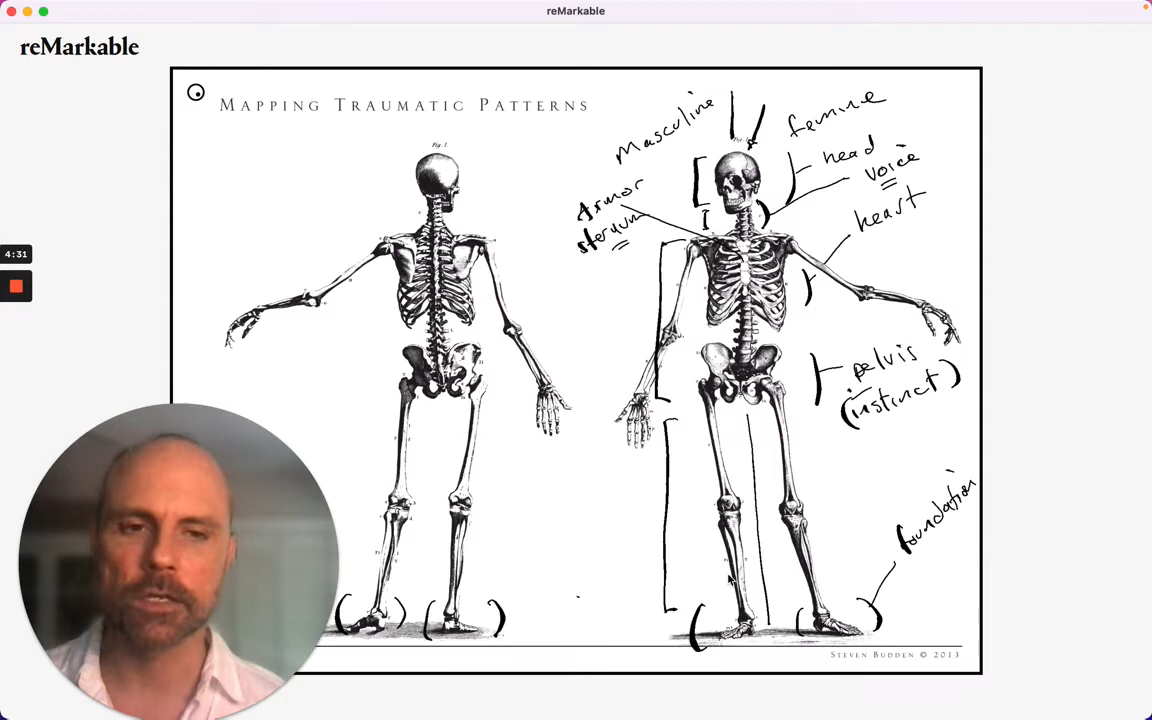 reMarkable
reMarkable
Mapping Traumatic Patterns
Masculine
feminine
Fig. 1.
head
voice
Armor
sternum
heart
4:31
pelvis
(instinct)
foundation
Steven Budden © 2013